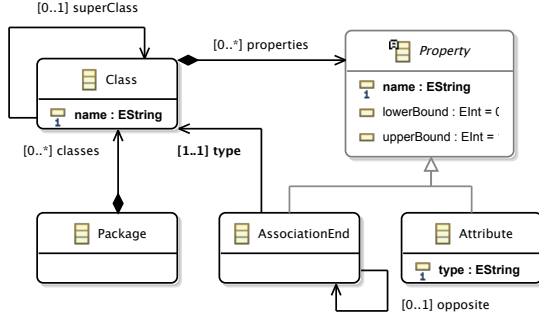 [0..1] superClass
[0..*] properties
Property
Class
name : EString
name : EString
lowerBound : EInt = 0
upperBound : EInt =
[0..*] classes
[1..1] type
Package
AssociationEnd
Attribute
type : EString
[0..1] opposite